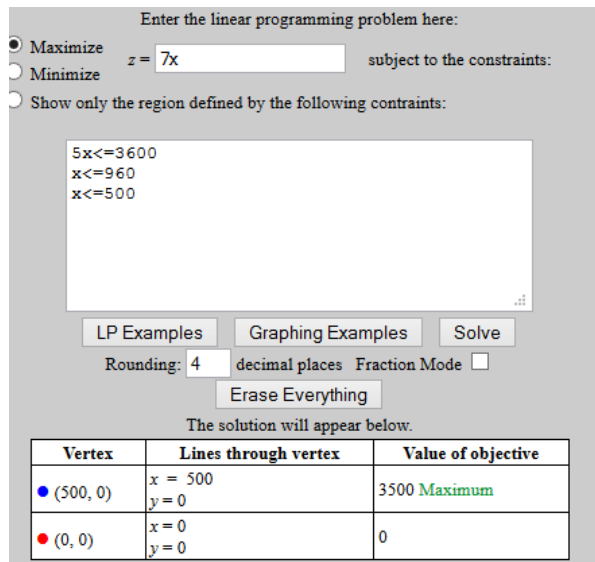 Enter the linear programming problem here:
Maximize
Minimize
z = 7x subject to the constraints:
Show only the region defined by the following contraints:
5x<=3600
x<=960
x<=500
LP Examples Graphing Examples Solve
Rounding: 4 decimal places Fraction Mode
Erase Everything
The solution will appear below.
Vertex Lines through vertex Value of objective
(500, 0) x = 500
y = 0 3500 Maximum
(0, 0) x = 0
y = 0 0